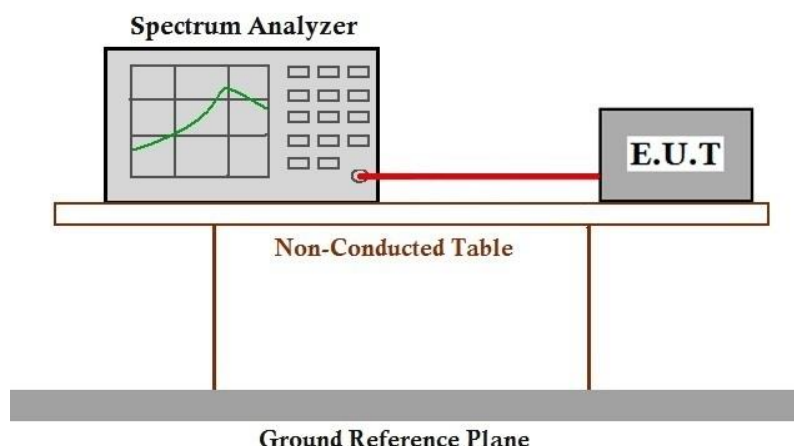 Spectrum Analyzer
E.U.T
Non-Conducted Table
Ground Reference Plane